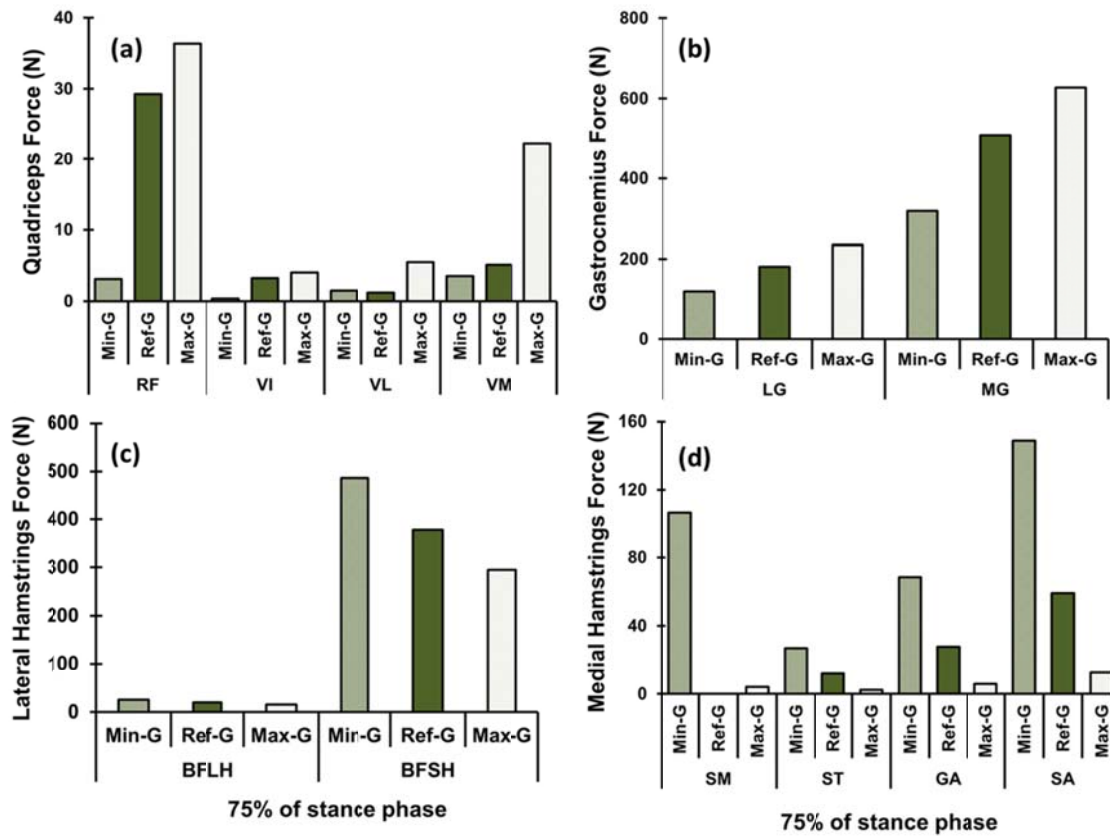 (a)
Quadriceps Force (N)
40
30
20
10
0
Min-G Ref-G Max-G Min-G Ref-G Max-G Min-G Ref-G Max-G Min-G Ref-G Max-G
RF VI VL VM
(b)
Gastrocnemius Force (N)
800
600
400
200
0
Min-G Ref-G Max-G Min-G Ref-G Max-G
LG MG
(c)
Lateral Hamstrings Force (N)
600
500
400
300
200
100
0
Min-G Ref-G Max-G Min-G Ref-G Max-G
BFLH BFSH
75% of stance phase
(d)
Medial Hamstrings Force (N)
160
120
80
40
0
Min-G Ref-G Max-G Min-G Ref-G Max-G Min-G Ref-G Max-G Min-G Ref-G Max-G
SM ST GA SA
75% of stance phase